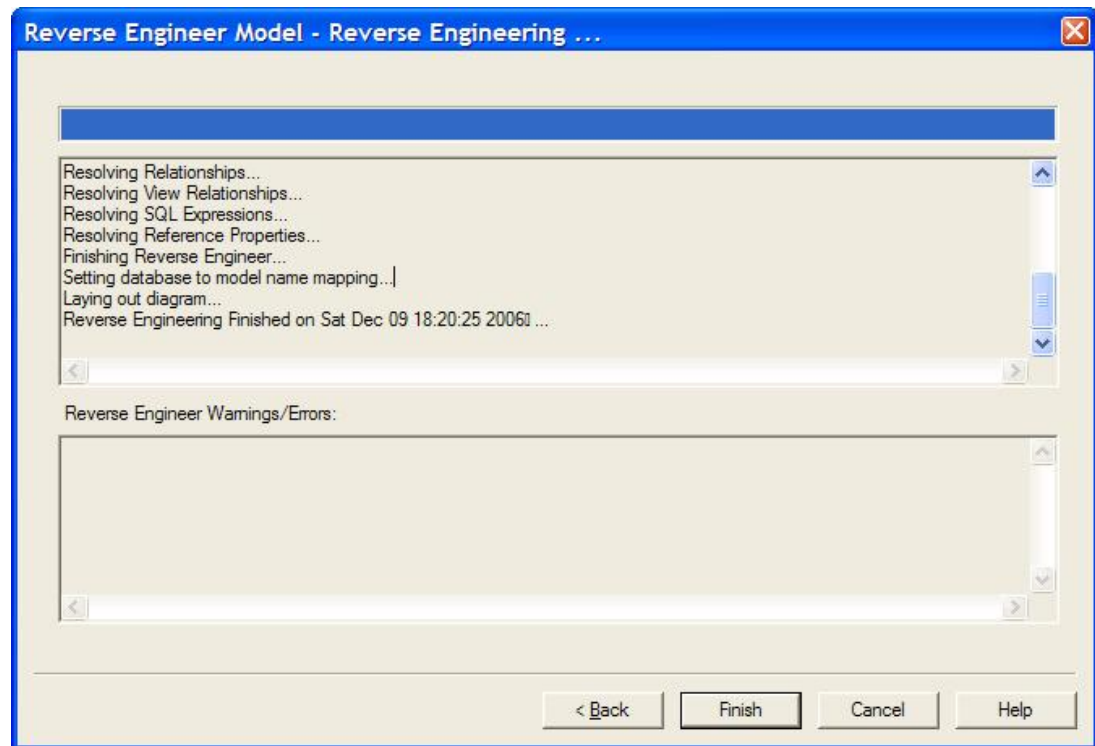 Reverse Engineer Model - Reverse Engineering ...
Resolving Relationships...
Resolving View Relationships...
Resolving SQL Expressions...
Resolving Reference Properties...
Finishing Reverse Engineer...
Setting database to model name mapping...
Laying out diagram...
Reverse Engineering Finished on Sat Dec 09 18:20:25 2006▯ ...
Reverse Engineer Warnings/Errors:
< Back Finish Cancel Help